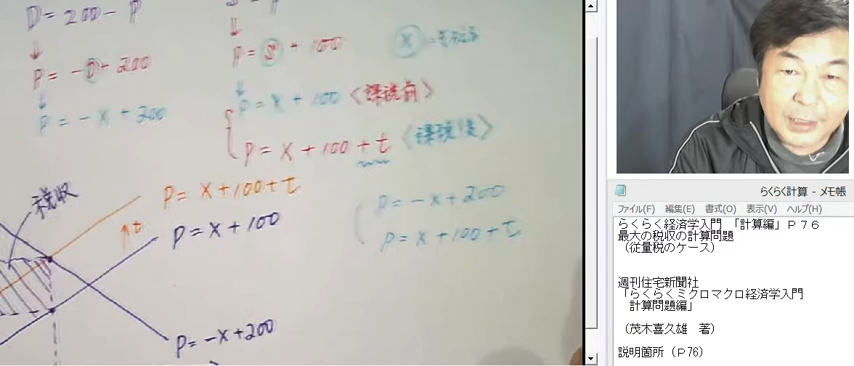 D = 200 - P
P = -D + 200
P = -x + 200
P = S + 100
P = x + 100 〈課税前〉
P = x + 100 + t 〈課税後〉
x
税収
P = x + 100 + t
↑t
P = x + 100
P = -x + 200
P = -x + 200
P = x + 100 + t
らくらく計算 - メモ帳
ファイル(F) 編集(E) 書式(O) 表示(V) ヘルプ(H)
らくらく経済学入門 「計算編」Ｐ７６
最大の税収の計算問題
（従量税のケース）
週刊住宅新聞社
「らくらくミクロマクロ経済学入門
計算問題編」
（茂木喜久雄 著）
説明箇所（Ｐ76）